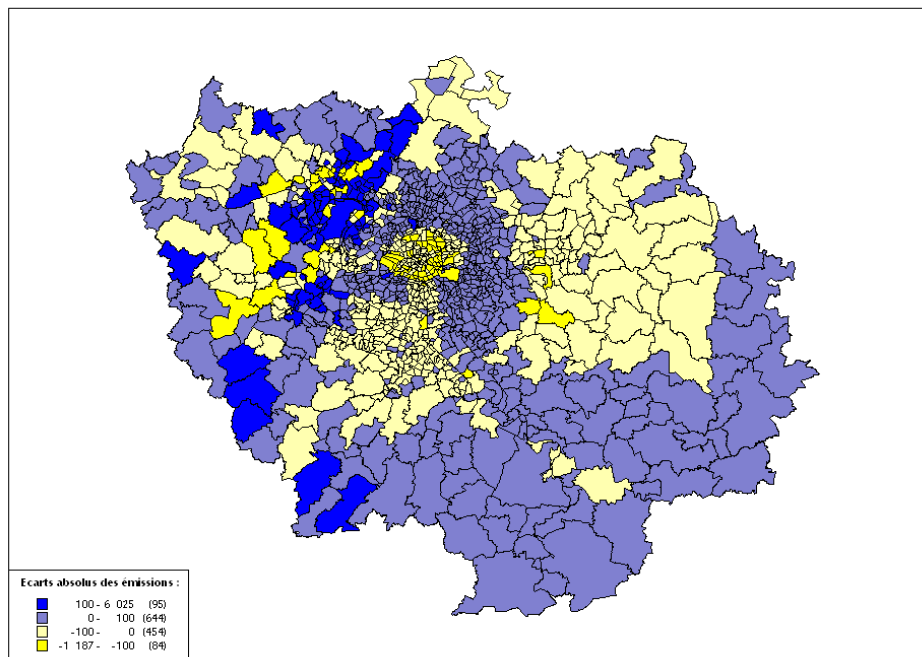 Ecarts absolus des émissions :
100 - 6 025 (95)
0 - 100 (644)
-100 - 0 (454)
-1 187 - -100 (84)